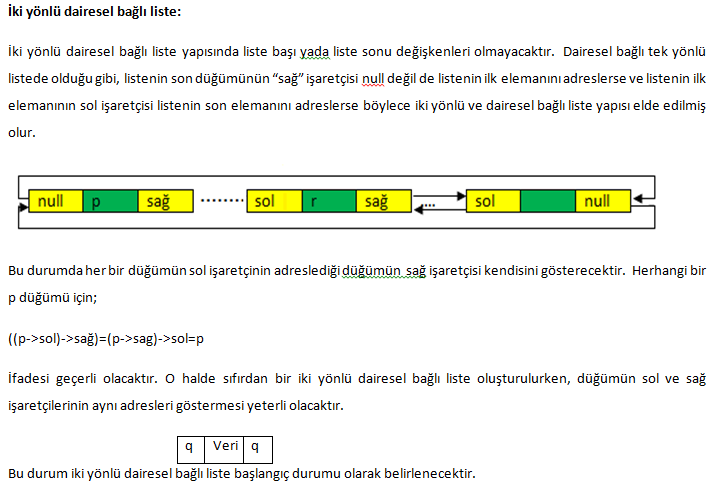 İki yönlü dairesel bağlı liste:
İki yönlü dairesel bağlı liste yapısında liste başı yada liste sonu değişkenleri olmayacaktır. Dairesel bağlı tek yönlü
listede olduğu gibi, listenin son düğümünün "sağ" işaretçisi null değil de listenin ilk elemanını adreslerse ve listenin ilk
elemanının sol işaretçisi listenin son elemanını adreslerse böylece iki yönlü ve dairesel bağlı liste yapısı elde edilmiş
olur.
null p sağ ........ sol r sağ .... sol null
Bu durumda her bir düğümün sol işaretçinin adreslediği düğümün sağ işaretçisi kendisini gösterecektir. Herhangi bir
p düğümü için;
((p->sol)->sağ)=(p->sag)->sol=p
İfadesi geçerli olacaktır. O halde sıfırdan bir iki yönlü dairesel bağlı liste oluşturulurken, düğümün sol ve sağ
işaretçilerinin aynı adresleri göstermesi yeterli olacaktır.
q Veri q
Bu durum iki yönlü dairesel bağlı liste başlangıç durumu olarak belirlenecektir.